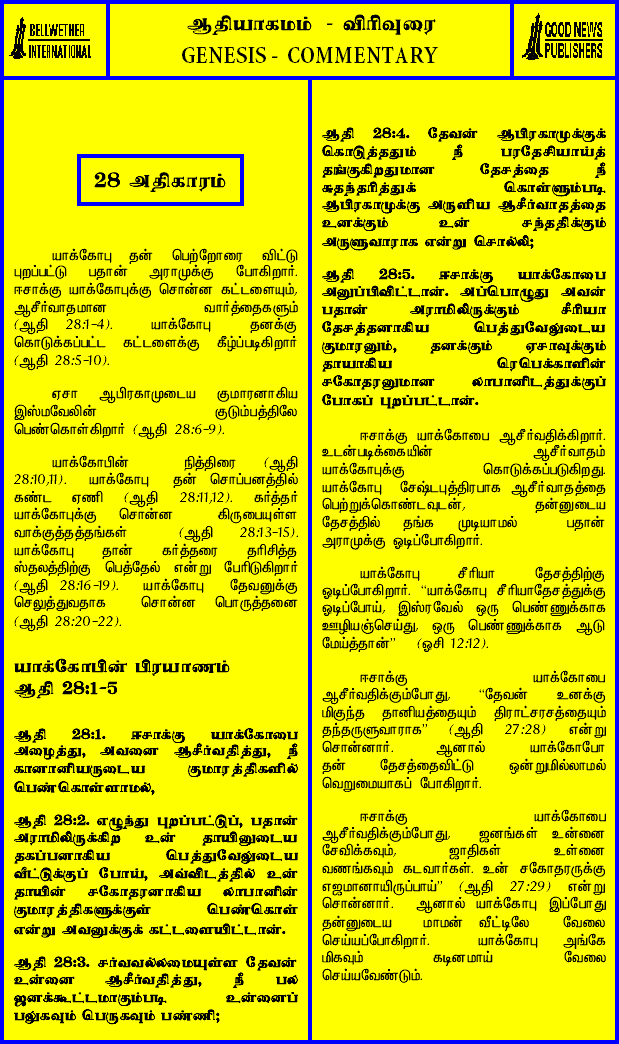 BELLWETHER
INTERNATIONAL
ஆதியாகமம் - விரிவுரை
GENESIS - COMMENTARY
GOOD NEWS
PUBLISHERS
28 அதிகாரம்
யாக்கோபு தன் பெற்றோரை விட்டு
புறப்பட்டு பதான் அராமுக்கு போகிறார்.
ஈசாக்கு யாக்கோபுக்கு சொன்ன கட்டளையும்,
ஆசீர்வாதமான வார்த்தைகளும்
(ஆதி 28:1-4). யாக்கோபு தனக்கு
கொடுக்கப்பட்ட கட்டளைக்கு கீழ்ப்படிகிறார்
(ஆதி 28:5-10).
ஏசா ஆபிரகாமுடைய குமாரனாகிய
இஸ்மவேலின் குடும்பத்திலே
பெண்கொள்கிறார் (ஆதி 28:6-9).
யாக்கோபின் நித்திரை (ஆதி
28:10,11). யாக்கோபு தன் சொப்பனத்தில்
கண்ட ஏணி (ஆதி 28:11,12). கர்த்தர்
யாக்கோபுக்கு சொன்ன கிருபையுள்ள
வாக்குத்தத்தங்கள் (ஆதி 28:13-15).
யாக்கோபு தான் கர்த்தரை தரிசித்த
ஸ்தலத்திற்கு பெத்தேல் என்று பேரிடுகிறார்
(ஆதி 28:16-19). யாக்கோபு தேவனுக்கு
செலுத்துவதாக சொன்ன பொருத்தனை
(ஆதி 28:20-22).
யாக்கோபின் பிரயாணம்
ஆதி 28:1-5
ஆதி 28:1. ஈசாக்கு யாக்கோபை
அழைத்து, அவனை ஆசீர்வதித்து, நீ
கானானியருடைய குமாரத்திகளில்
பெண்கொள்ளாமல்,
ஆதி 28:2. எழுந்து புறப்பட்டுப், பதான்
அராமிலிருக்கிற உன் தாயினுடைய
தகப்பனாகிய பெத்துவேலுடைய
வீட்டுக்குப் போய், அவ்விடத்தில் உன்
தாயின் சகோதரனாகிய லாபானின்
குமாரத்திகளுக்குள் பெண்கொள்
என்று அவனுக்குக் கட்டளையிட்டான்.
ஆதி 28:3. சர்வவல்லமையுள்ள தேவன்
உன்னை ஆசீர்வதித்து, நீ பல
ஜனக்கூட்டமாகும்படி உன்னைப்
பலுகவும் பெருகவும் பண்ணி;
ஆதி 28:4. தேவன் ஆபிரகாமுக்குக்
கொடுத்ததும் நீ பரதேசியாய்த்
தங்குகிறதுமான தேசத்தை நீ
சுதந்தரித்துக் கொள்ளும்படி
ஆபிரகாமுக்கு அருளிய ஆசீர்வாதத்தை
உனக்கும் உன் சந்ததிக்கும்
அருளுவாராக என்று சொல்லி;
ஆதி 28:5. ஈசாக்கு யாக்கோபை
அனுப்பிவிட்டான். அப்பொழுது அவன்
பதான் அராமிலிருக்கும் சீரியா
தேசத்தனாகிய பெத்துவேலுடைய
குமாரனும், தனக்கும் ஏசாவுக்கும்
தாயாகிய ரெபெக்காளின்
சகோதரனுமான லாபானிடத்துக்குப்
போகப் புறப்பட்டான்.
ஈசாக்கு யாக்கோபை ஆசீர்வதிக்கிறார்.
உடன்படிக்கையின் ஆசீர்வாதம்
யாக்கோபுக்கு கொடுக்கப்படுகிறது.
யாக்கோபு சேஷ்டபுத்திரபாக ஆசீர்வாதத்தை
பெற்றுக்கொண்டவுடன், தன்னுடைய
தேசத்தில் தங்க முடியாமல் பதான்
அராமுக்கு ஓடிப்போகிறார்.
யாக்கோபு சீரியா தேசத்திற்கு
ஓடிப்போகிறார். “யாக்கோபு சீரியாதேசத்துக்கு
ஓடிப்போய், இஸ்ரவேல் ஒரு பெண்ணுக்காக
ஊழியஞ்செய்து, ஒரு பெண்ணுக்காக ஆடு
மேய்த்தான்” (ஓசி 12:12).
ஈசாக்கு யாக்கோபை
ஆசீர்வதிக்கும்போது, “தேவன் உனக்கு
மிகுந்த தானியத்தையும் திராட்சரசத்தையும்
தந்தருளுவாராக” (ஆதி 27:28) என்று
சொன்னார். ஆனால் யாக்கோபோ
தன் தேசத்தைவிட்டு ஒன்றுமில்லாமல்
வெறுமையாகப் போகிறார்.
ஈசாக்கு யாக்கோபை
ஆசீர்வதிக்கும்போது, ஜனங்கள் உன்னை
சேவிக்கவும், ஜாதிகள் உள்னை
வணங்கவும் கடவார்கள். உன் சகோதரருக்கு
எஜமானாயிருப்பாய்” (ஆதி 27:29) என்று
சொன்னார். ஆனால் யாக்கோபு இப்போது
தன்னுடைய மாமன் வீட்டிலே வேலை
செய்யப்போகிறார். யாக்கோபு அங்கே
மிகவும் கடினமாய் வேலை
செய்யவேண்டும்.